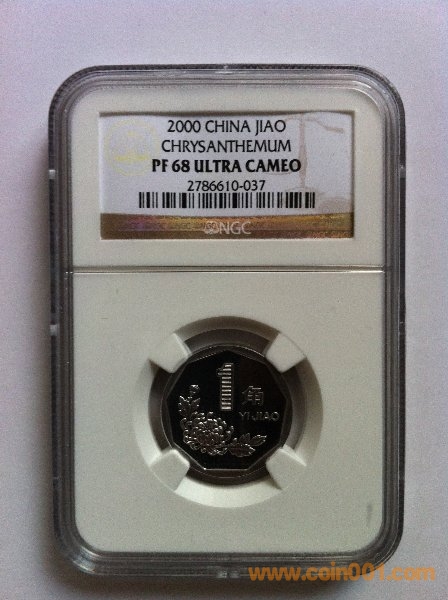 2000 CHINA JIAO
CHRYSANTHEMUM
PF 68 ULTRA CAMEO
2786610-037
NGC
1角
YI JIAO
www.coin001.com